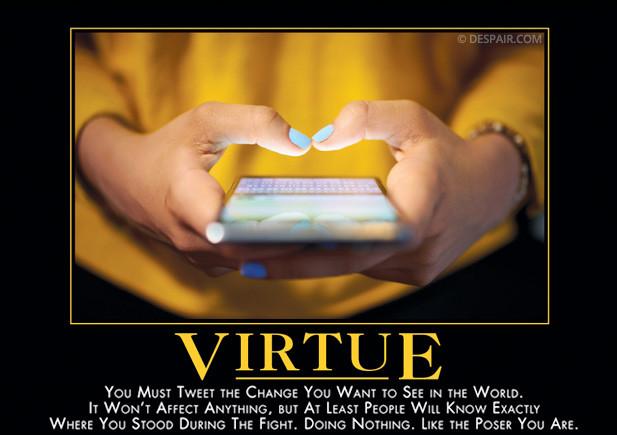 © DESPAIR.COM
VIRTUE
YOU MUST TWEET THE CHANGE YOU WANT TO SEE IN THE WORLD.
IT WON'T AFFECT ANYTHING, BUT AT LEAST PEOPLE WILL KNOW EXACTLY
WHERE YOU STOOD DURING THE FIGHT. DOING NOTHING. LIKE THE POSER YOU ARE.